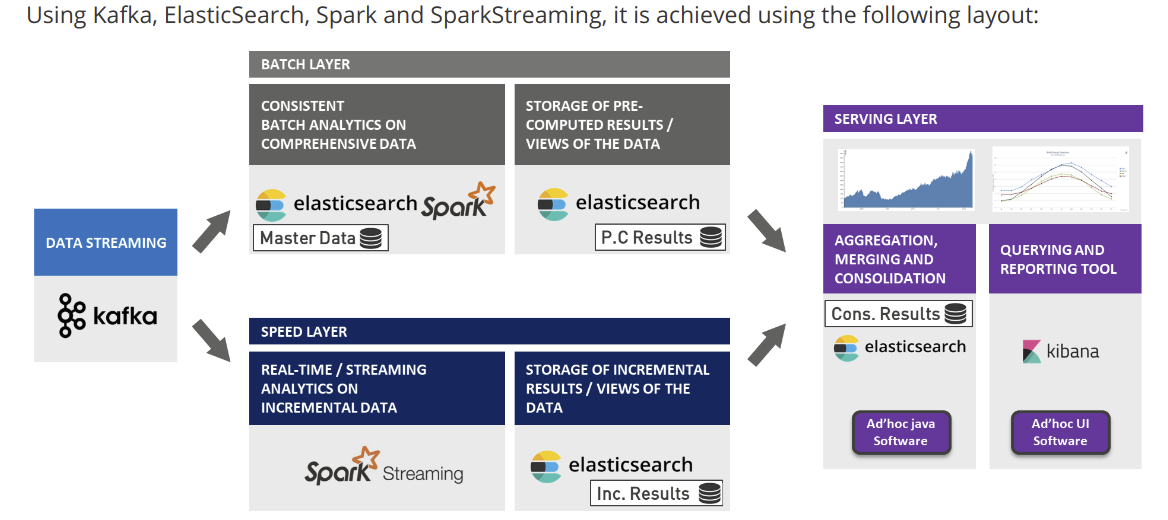 Using Kafka, ElasticSearch, Spark and SparkStreaming, it is achieved using the following layout:
BATCH LAYER
CONSISTENT
BATCH ANALYTICS ON
COMPREHENSIVE DATA
STORAGE OF PRE-
COMPUTED RESULTS /
VIEWS OF THE DATA
elasticsearch
Spark
Master Data
elasticsearch
P.C Results
DATA STREAMING
kafka
SPEED LAYER
REAL-TIME / STREAMING
ANALYTICS ON
INCREMENTAL DATA
STORAGE OF INCREMENTAL
RESULTS / VIEWS OF THE
DATA
Spark Streaming
elasticsearch
Inc. Results
SERVING LAYER
AGGREGATION,
MERGING AND
CONSOLIDATION
QUERYING AND
REPORTING TOOL
Cons. Results
elasticsearch
kibana
Ad'hoc java
Software
Ad'hoc UI
Software